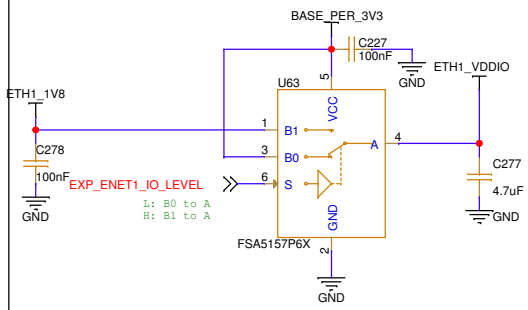 BASE_PER_3V3
C227
100nF
GND
ETH1_VDDIO
ETH1_1V8
U63
5
VCC
1
B1
3
B0
A
4
6
S
C278
100nF
EXP_ENET1_IO_LEVEL
L: B0 to A
H: B1 to A
GND
C277
4.7uF
GND
GND
FSA5157P6X
2
GND